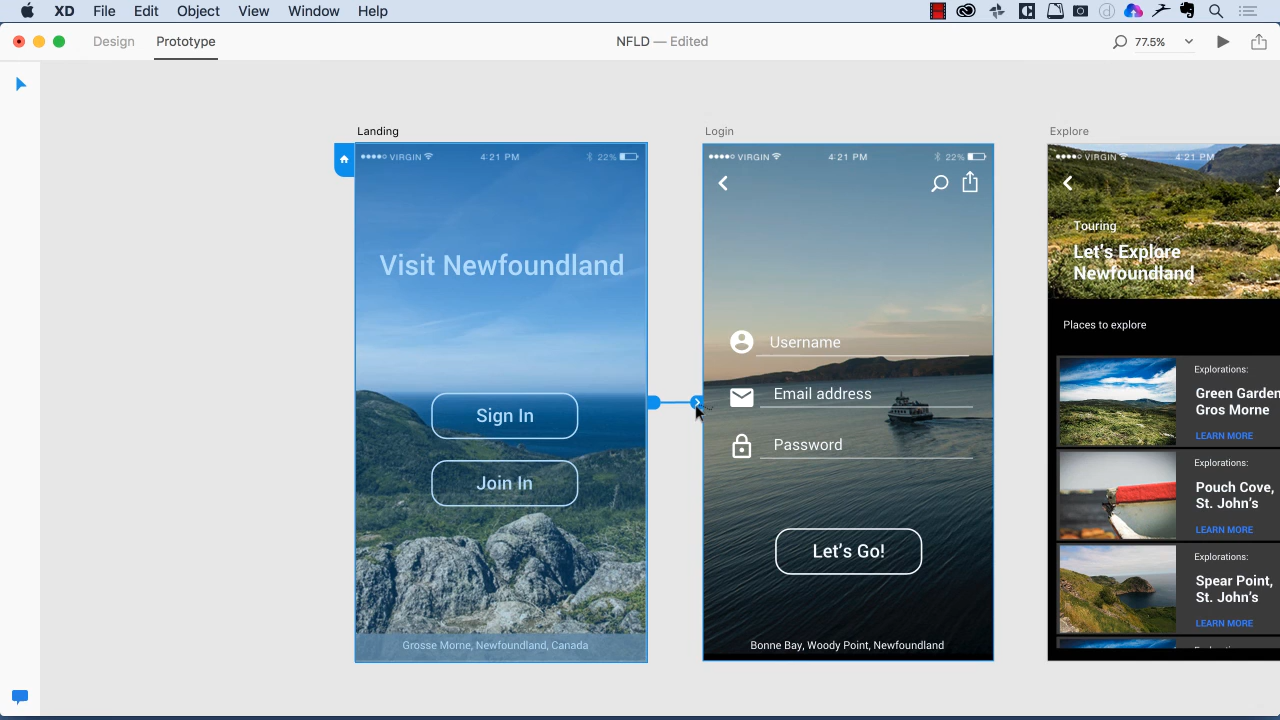 XD File Edit Object View Window Help
Design Prototype NFLD — Edited 77.5%
Landing
VIRGIN 4:21 PM 22%
Visit Newfoundland
Sign In
Join In
Grosse Morne, Newfoundland, Canada
Login
VIRGIN 4:21 PM 22%
Username
Email address
Password
Let's Go!
Bonne Bay, Woody Point, Newfoundland
Explore
VIRGIN 4:21 PM
Touring
Let's Explore
Newfoundland
Places to explore
Explorations:
Green Garden
Gros Morne
LEARN MORE
Explorations:
Pouch Cove,
St. John's
LEARN MORE
Explorations:
Spear Point,
St. John's
LEARN MORE